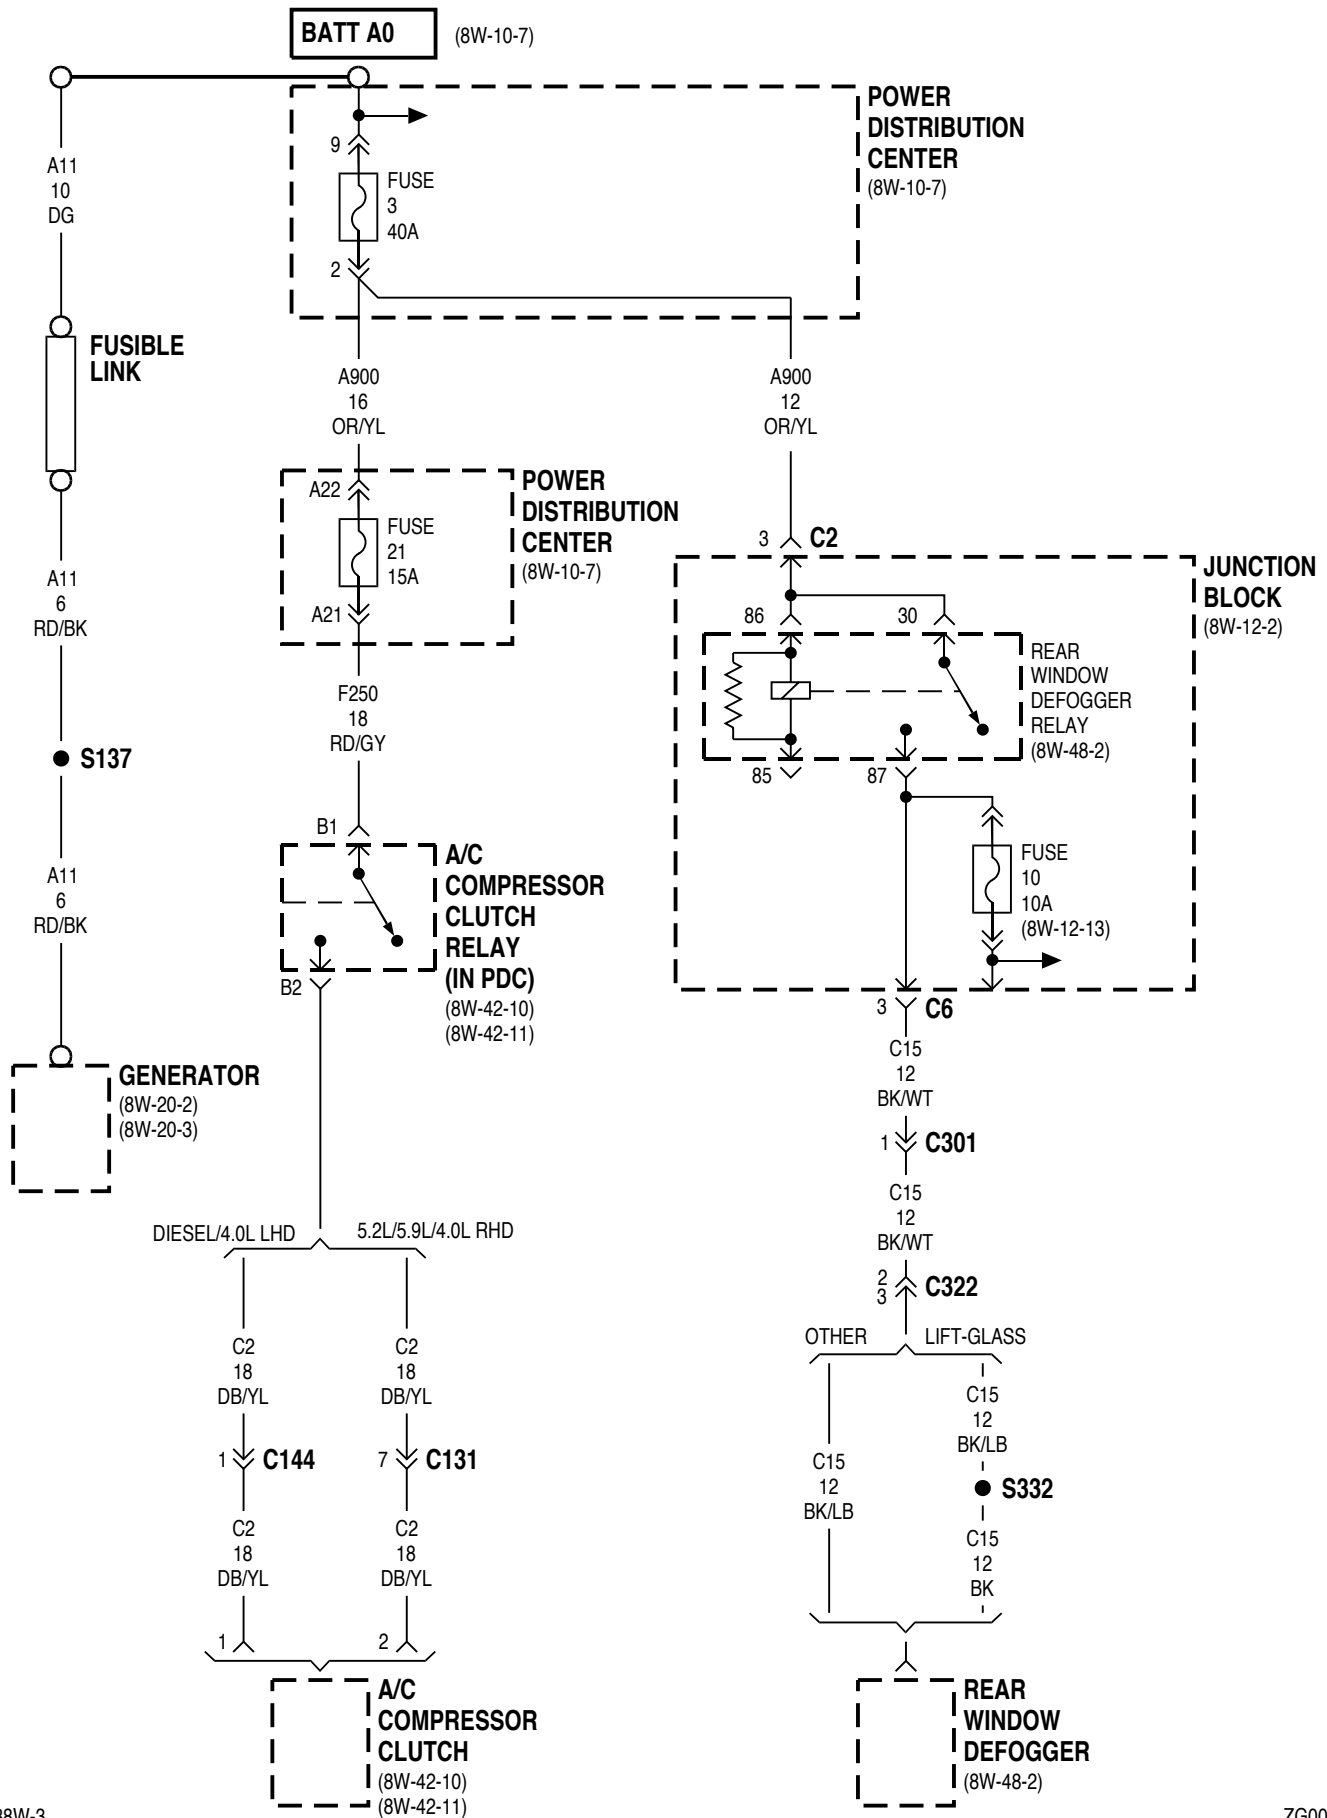 BATT A0
(8W-10-7)
POWER
DISTRIBUTION
CENTER
(8W-10-7)
9
FUSE
3
40A
2
A11
10
DG
FUSIBLE
LINK
A11
6
RD/BK
S137
A11
6
RD/BK
GENERATOR
(8W-20-2)
(8W-20-3)
A900
16
OR/YL
A900
12
OR/YL
A22
FUSE
21
15A
A21
POWER
DISTRIBUTION
CENTER
(8W-10-7)
F250
18
RD/GY
B1
A/C
COMPRESSOR
CLUTCH
RELAY
(IN PDC)
(8W-42-10)
(8W-42-11)
B2
3
C2
JUNCTION
BLOCK
(8W-12-2)
86
30
REAR
WINDOW
DEFOGGER
RELAY
(8W-48-2)
85
87
FUSE
10
10A
(8W-12-13)
3
C6
C15
12
BK/WT
1
C301
C15
12
BK/WT
2
3
C322
DIESEL/4.0L LHD
5.2L/5.9L/4.0L RHD
C2
18
DB/YL
C2
18
DB/YL
1
C144
7
C131
C2
18
DB/YL
C2
18
DB/YL
1
2
A/C
COMPRESSOR
CLUTCH
(8W-42-10)
(8W-42-11)
OTHER
LIFT-GLASS
C15
12
BK/LB
C15
12
BK/LB
S332
C15
12
BK
REAR
WINDOW
DEFOGGER
(8W-48-2)